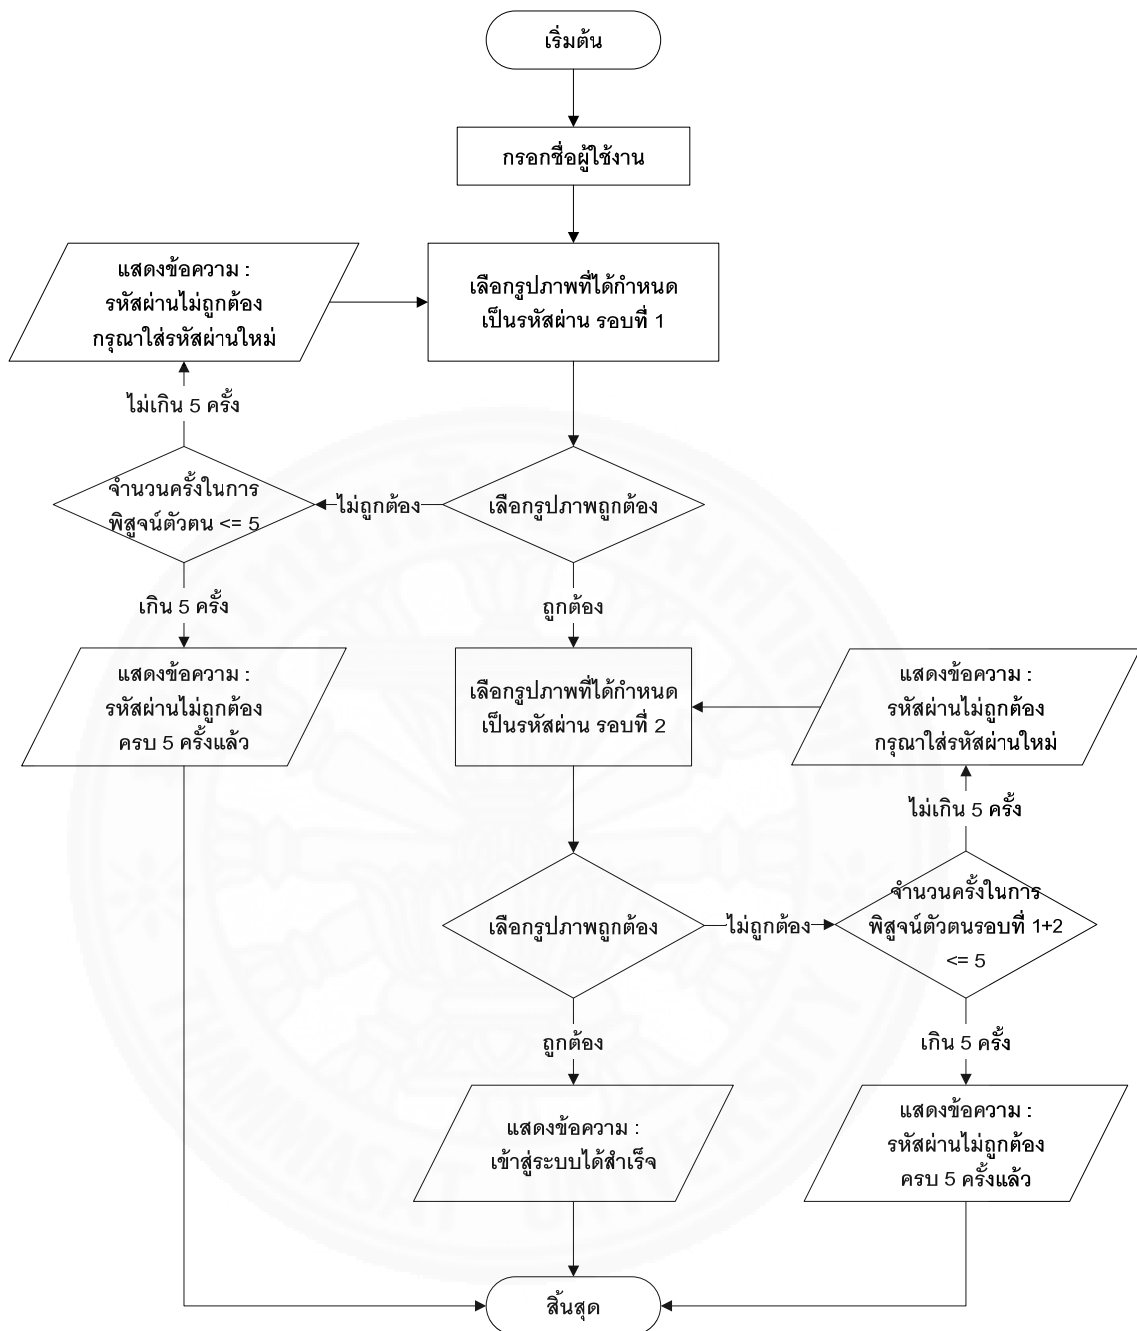 เริ่มต้น
กรอกชื่อผู้ใช้งาน
แสดงข้อความ :
รหัสผ่านไม่ถูกต้อง
กรุณาใส่รหัสผ่านใหม่
เลือกรูปภาพที่ได้กำหนด
เป็นรหัสผ่าน รอบที่ 1
ไม่เกิน 5 ครั้ง
จำนวนครั้งในการ
พิสูจน์ตัวตน <= 5
ไม่ถูกต้อง
เลือกรูปภาพถูกต้อง
เกิน 5 ครั้ง
ถูกต้อง
แสดงข้อความ :
รหัสผ่านไม่ถูกต้อง
ครบ 5 ครั้งแล้ว
เลือกรูปภาพที่ได้กำหนด
เป็นรหัสผ่าน รอบที่ 2
แสดงข้อความ :
รหัสผ่านไม่ถูกต้อง
กรุณาใส่รหัสผ่านใหม่
ไม่เกิน 5 ครั้ง
เลือกรูปภาพถูกต้อง
ไม่ถูกต้อง
จำนวนครั้งในการ
พิสูจน์ตัวตนรอบที่ 1+2
<= 5
ถูกต้อง
เกิน 5 ครั้ง
แสดงข้อความ :
เข้าสู่ระบบได้สำเร็จ
แสดงข้อความ :
รหัสผ่านไม่ถูกต้อง
ครบ 5 ครั้งแล้ว
สิ้นสุด
THAMMASAT UNIVERSITY